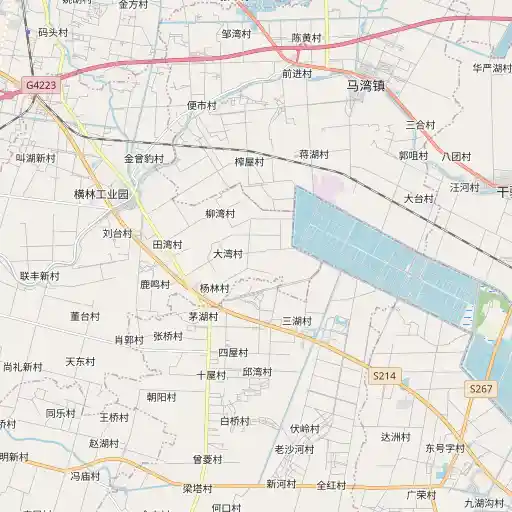 金方村
码头村
邹湾村
陈黄村
华严湖村
前进村
G4223
马湾镇
便市村
三合村
叫湖新村
金曾豹村
榨屋村
蒋湖村
郭咀村
八团村
横林工业园
汪河村
大台村
柳湾村
刘台村
田湾村
大湾村
联丰新村
鹿鸣村
杨林村
董台村
茅湖村
三湖村
肖郭村
张桥村
四屋村
天东村
尚礼新村
十屋村
邱湾村
S214
S267
朝阳村
同乐村
王桥村
白桥村
伏岭村
达洲村
赵湖村
老沙河村
东号字村
明新村
曾菱村
冯庙村
梁塔村
新河村
全红村
广荣村
何口村
九湖沟村